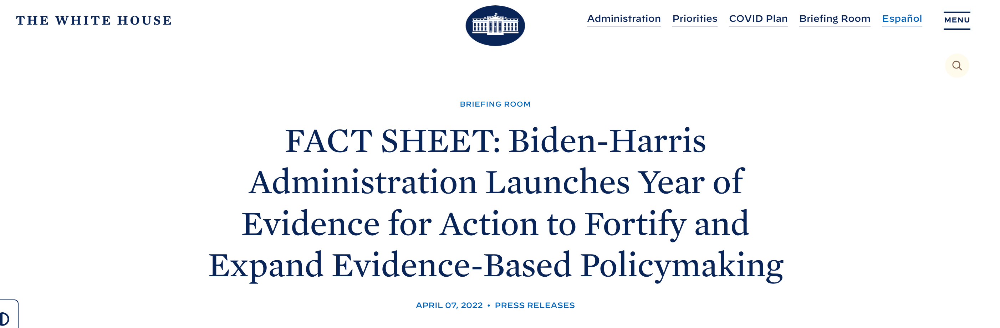 THE WHITE HOUSE
Administration Priorities COVID Plan Briefing Room Español MENU
BRIEFING ROOM
FACT SHEET: Biden-Harris
Administration Launches Year of
Evidence for Action to Fortify and
Expand Evidence-Based Policymaking
APRIL 07, 2022 • PRESS RELEASES